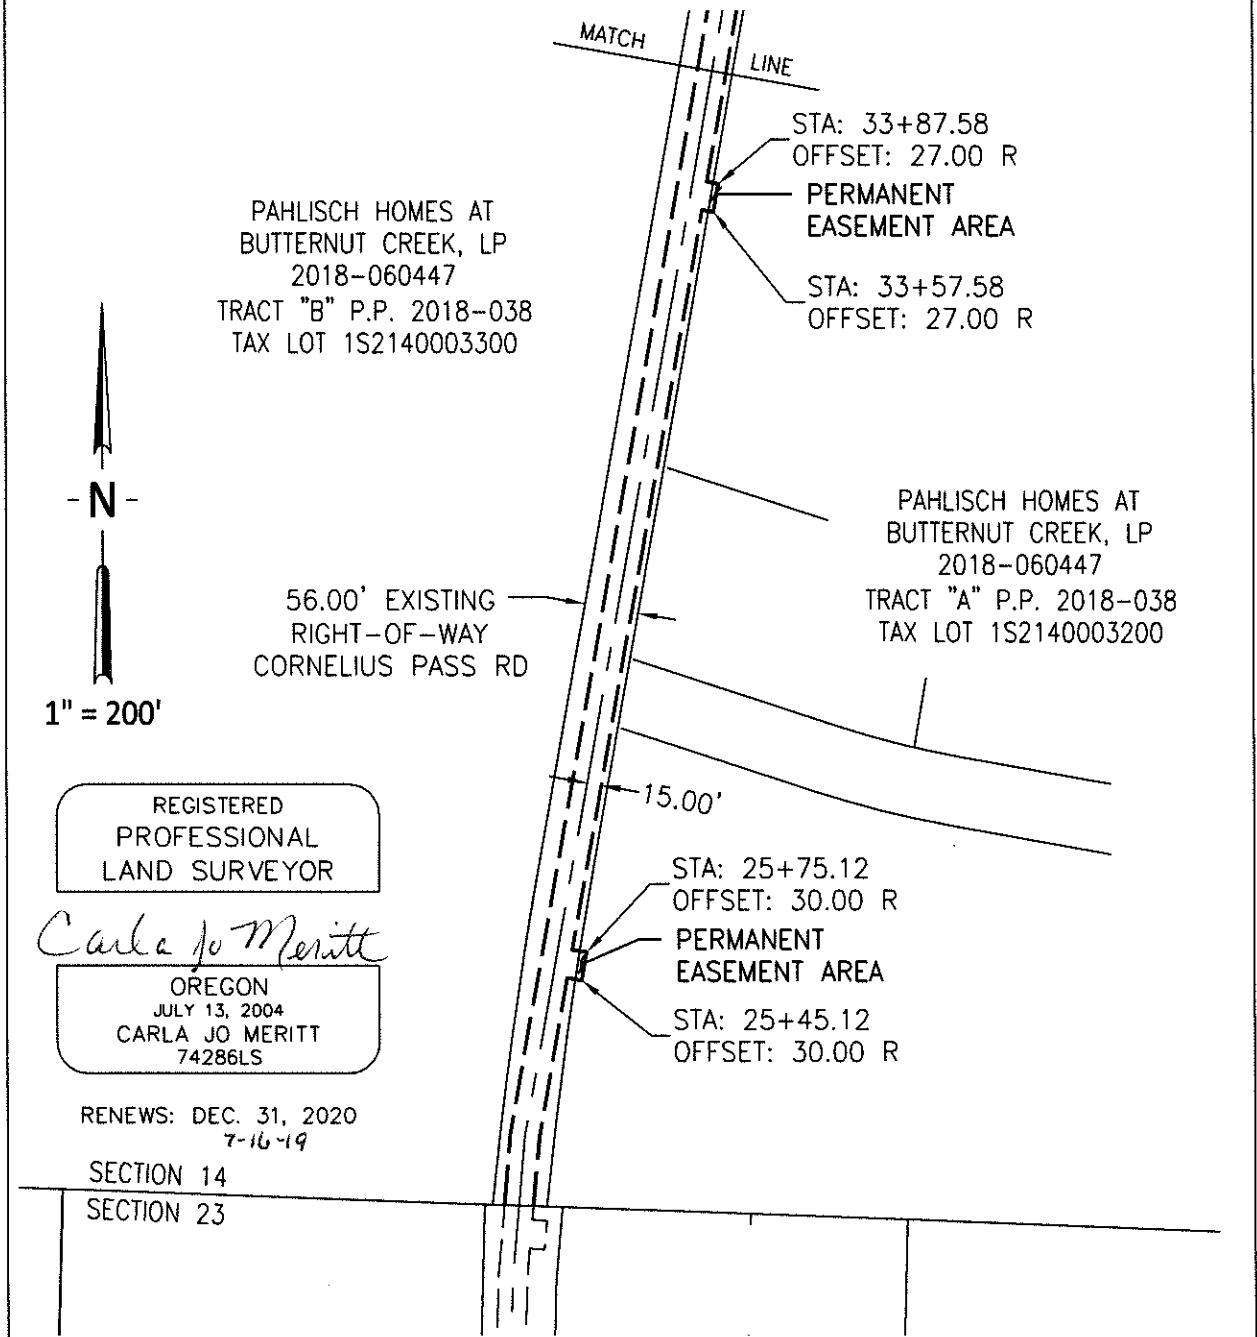 MATCH
LINE
STA: 33+87.58
OFFSET: 27.00 R
PERMANENT
EASEMENT AREA
STA: 33+57.58
OFFSET: 27.00 R
PAHLISCH HOMES AT
BUTTERNUT CREEK, LP
2018-060447
TRACT "B" P.P. 2018-038
TAX LOT 1S2140003300
- N -
1" = 200'
PAHLISCH HOMES AT
BUTTERNUT CREEK, LP
2018-060447
TRACT "A" P.P. 2018-038
TAX LOT 1S2140003200
56.00' EXISTING
RIGHT-OF-WAY
CORNELIUS PASS RD
15.00'
STA: 25+75.12
OFFSET: 30.00 R
PERMANENT
EASEMENT AREA
STA: 25+45.12
OFFSET: 30.00 R
REGISTERED
PROFESSIONAL
LAND SURVEYOR
Carla Jo Meritt
OREGON
JULY 13, 2004
CARLA JO MERITT
74286LS
RENEWS: DEC. 31, 2020
7-16-19
SECTION 14
SECTION 23